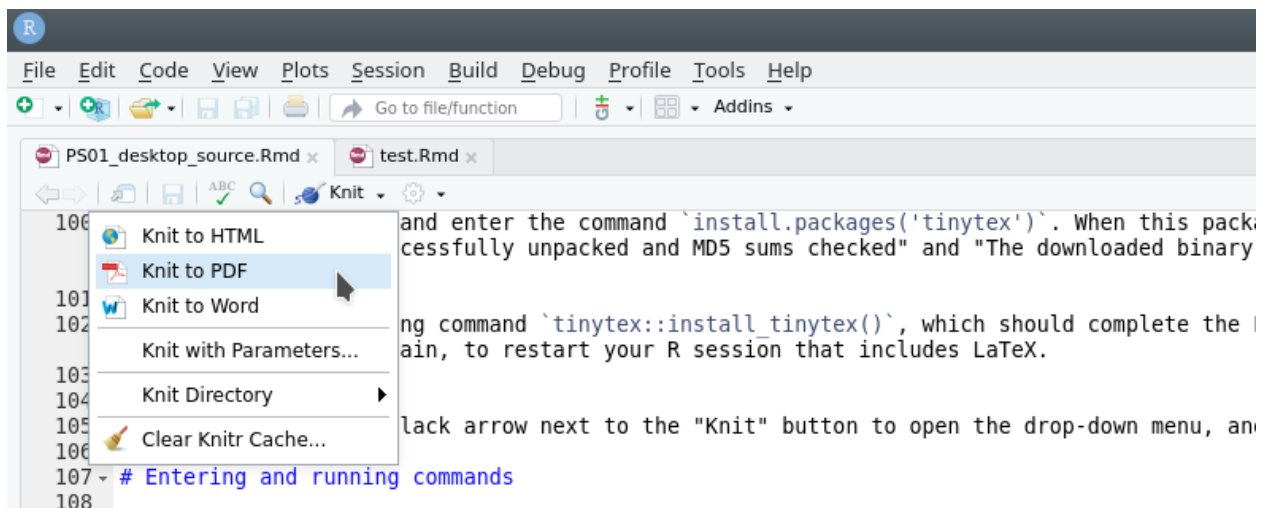 R
File Edit Code View Plots Session Build Debug Profile Tools Help
Go to file/function Addins
PS01_desktop_source.Rmd test.Rmd
ABC Knit
106 and enter the command `install.packages('tinytex')`. When this packa
Knit to HTML
cessfully unpacked and MD5 sums checked" and "The downloaded binary
Knit to PDF
101
Knit to Word
102 ng command `tinytex::install_tinytex()`, which should complete the
Knit with Parameters... ain, to restart your R session that includes LaTeX.
103
Knit Directory
104
105 lack arrow next to the "Knit" button to open the drop-down menu, an
Clear Knitr Cache...
106
107 # Entering and running commands
108